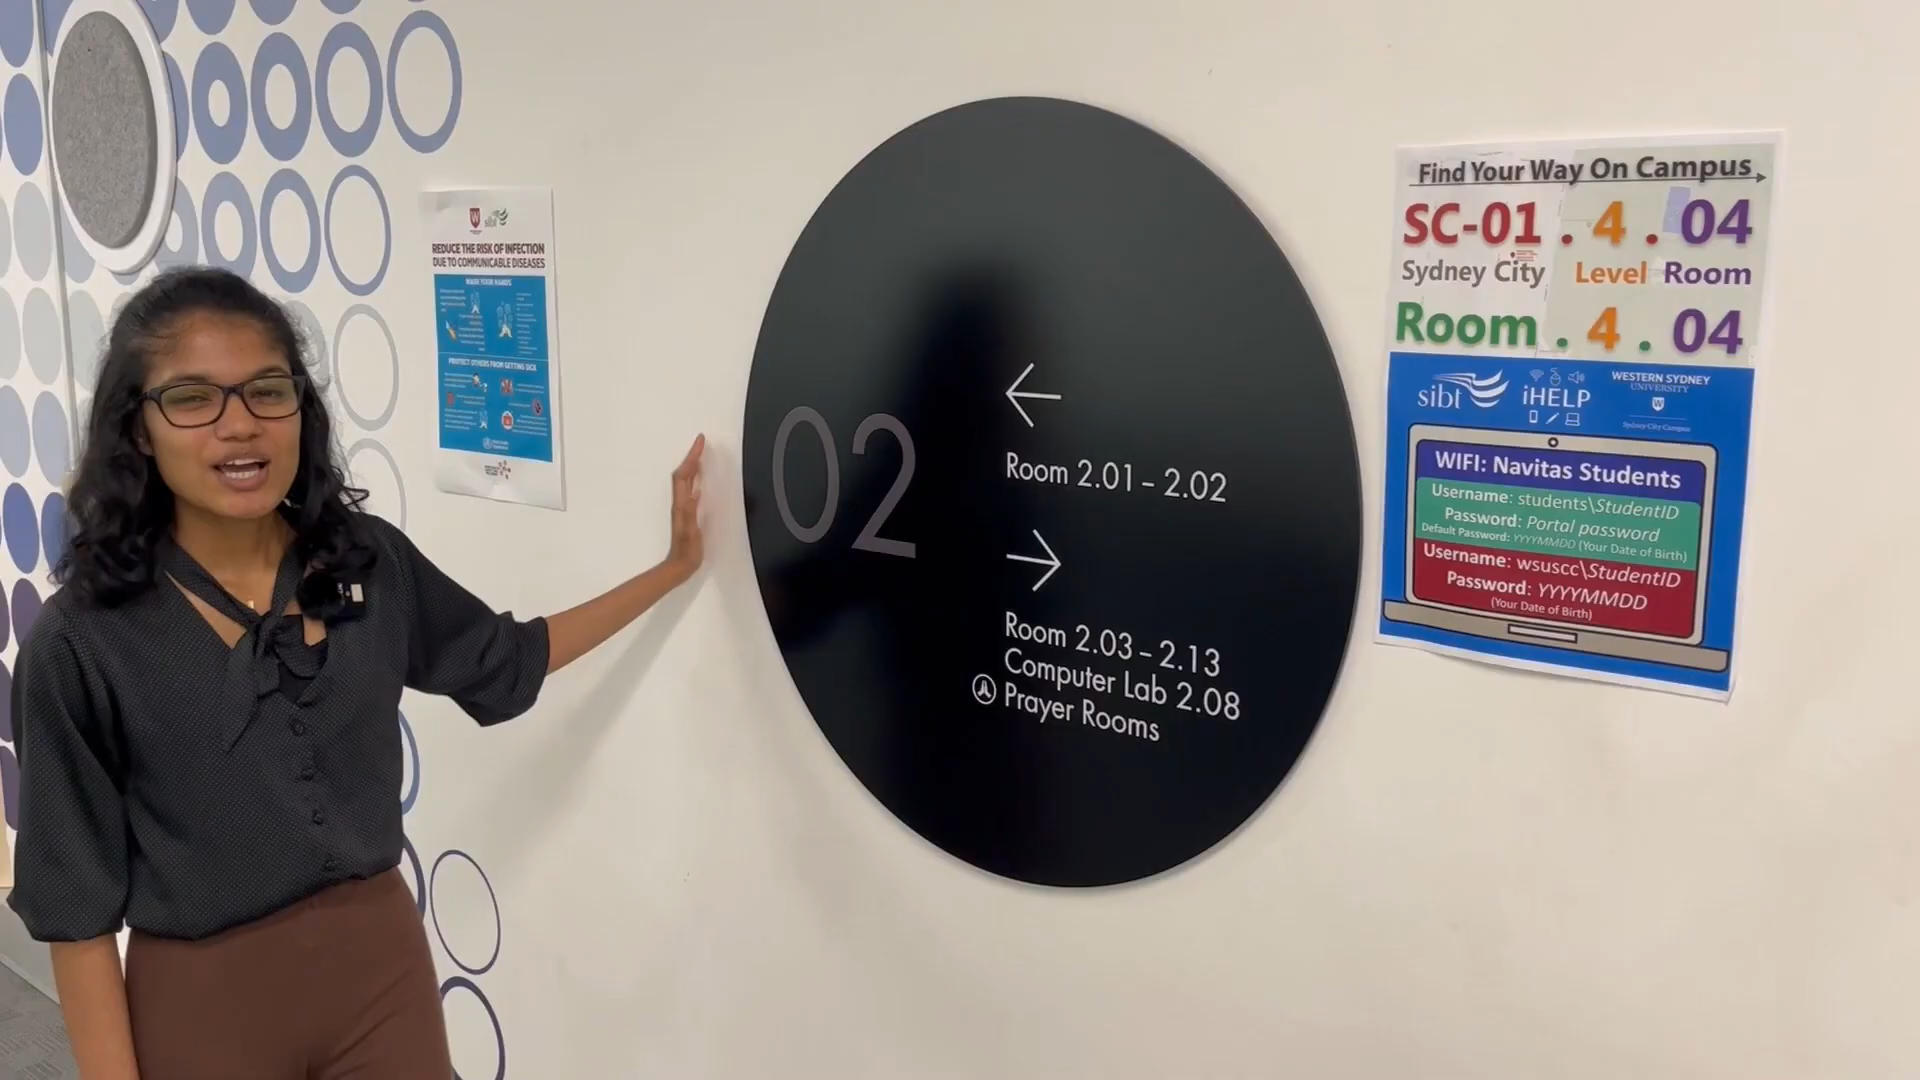 sibt
REDUCE THE RISK OF INFECTION
DUE TO COMMUNICABLE DISEASES
WASH YOUR HANDS
PROTECT OTHERS FROM GETTING SICK
02
Room 2.01 – 2.02
Room 2.03 – 2.13
Computer Lab 2.08
Prayer Rooms
Find Your Way On Campus
SC-01 . 4 . 04
Sydney City Level Room
Room . 4 . 04
sibt
iHELP
WESTERN SYDNEY
UNIVERSITY
W
Sydney City Campus
WIFI: Navitas Students
Username: students\StudentID
Password: Portal password
Default Password: YYYYMMDD (Your Date of Birth)
Username: wsuscc\StudentID
Password: YYYYMMDD
(Your Date of Birth)